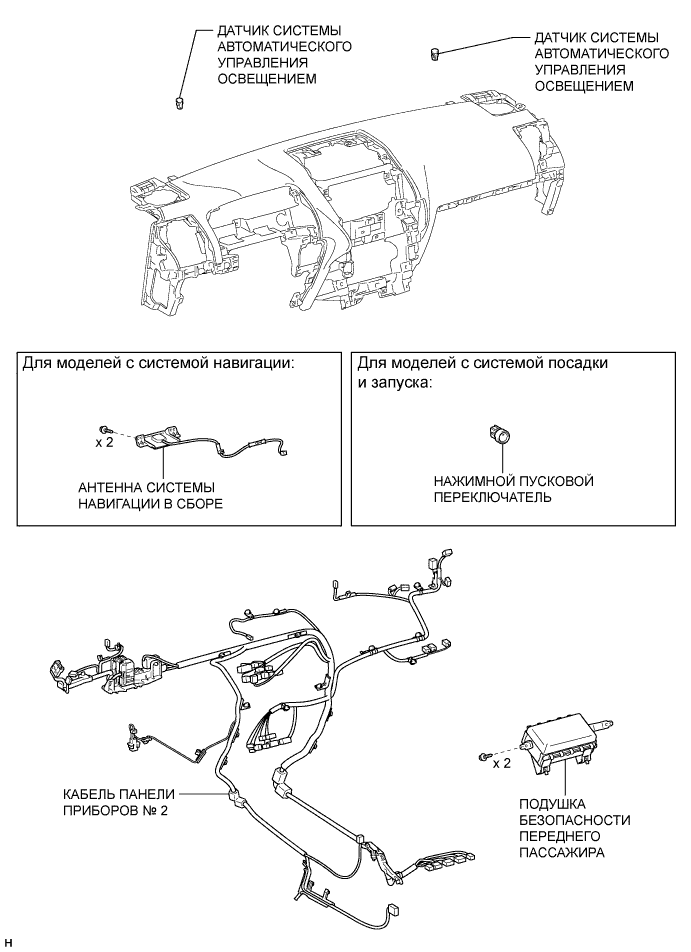 ДАТЧИК СИСТЕМЫ
АВТОМАТИЧЕСКОГО
УПРАВЛЕНИЯ
ОСВЕЩЕНИЕМ
ДАТЧИК СИСТЕМЫ
АВТОМАТИЧЕСКОГО
УПРАВЛЕНИЯ
ОСВЕЩЕНИЕМ
Для моделей с системой навигации:
x 2
АНТЕННА СИСТЕМЫ
НАВИГАЦИИ В СБОРЕ
Для моделей с системой посадки
и запуска:
НАЖИМНОЙ ПУСКОВОЙ
ПЕРЕКЛЮЧАТЕЛЬ
КАБЕЛЬ ПАНЕЛИ
ПРИБОРОВ № 2
x 2
ПОДУШКА
БЕЗОПАСНОСТИ
ПЕРЕДНЕГО
ПАССАЖИРА
H